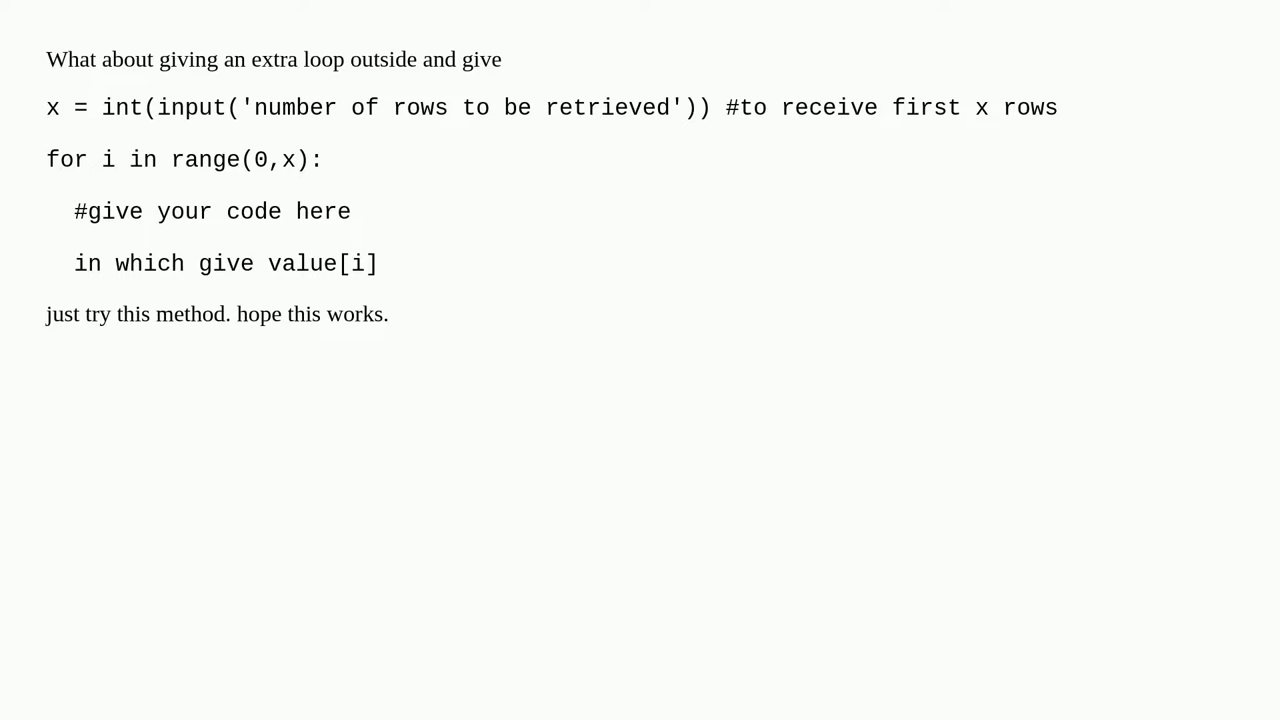 What about giving an extra loop outside and give
x = int(input('number of rows to be retrieved')) #to receive first x rows
for i in range(0,x):
  #give your code here
  in which give value[i]
just try this method. hope this works.